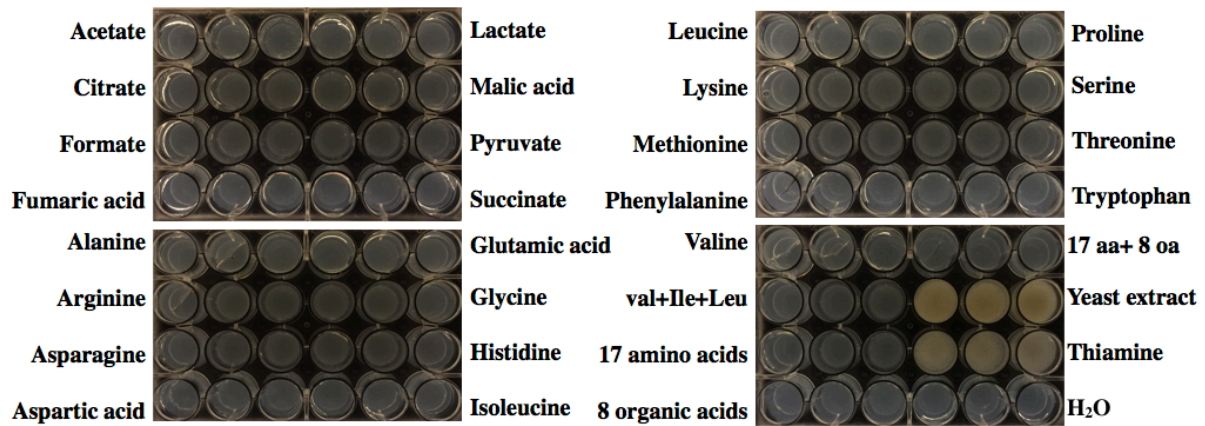 Acetate
Lactate
Leucine
Proline
Citrate
Malic acid
Lysine
Serine
Formate
Pyruvate
Methionine
Threonine
Fumaric acid
Succinate
Phenylalanine
Tryptophan
Alanine
Glutamic acid
Valine
17 aa+ 8 oa
Arginine
Glycine
val+Ile+Leu
Yeast extract
Asparagine
Histidine
17 amino acids
Thiamine
Aspartic acid
Isoleucine
8 organic acids
H₂O